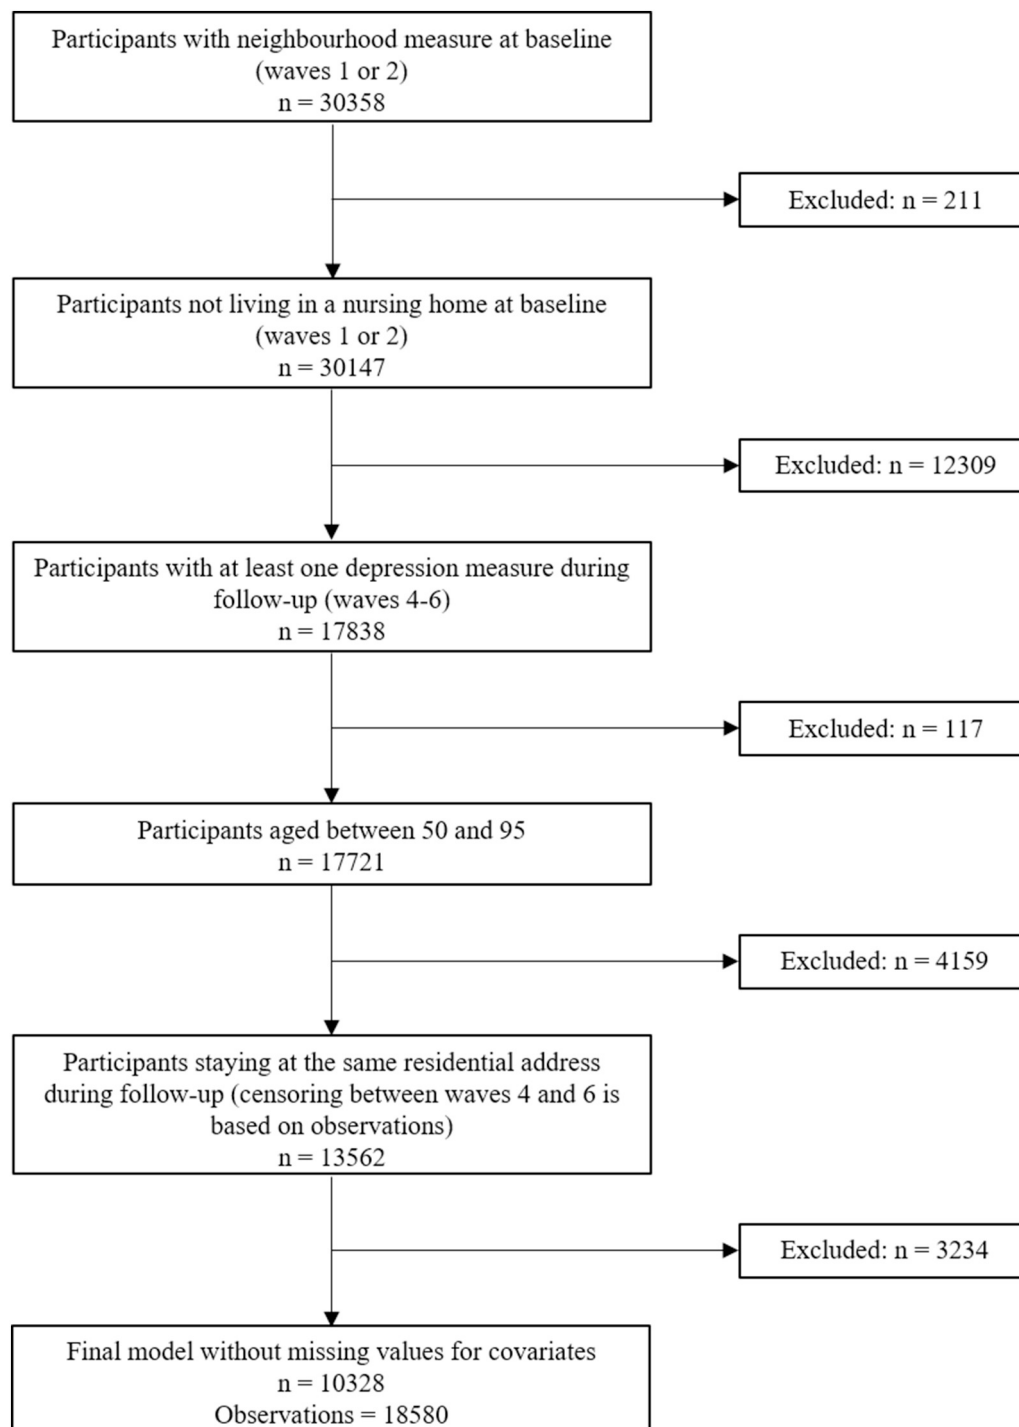 Participants with neighbourhood measure at baseline
(waves 1 or 2)
n = 30358
Excluded: n = 211
Participants not living in a nursing home at baseline
(waves 1 or 2)
n = 30147
Excluded: n = 12309
Participants with at least one depression measure during
follow-up (waves 4-6)
n = 17838
Excluded: n = 117
Participants aged between 50 and 95
n = 17721
Excluded: n = 4159
Participants staying at the same residential address
during follow-up (censoring between waves 4 and 6 is
based on observations)
n = 13562
Excluded: n = 3234
Final model without missing values for covariates
n = 10328
Observations = 18580